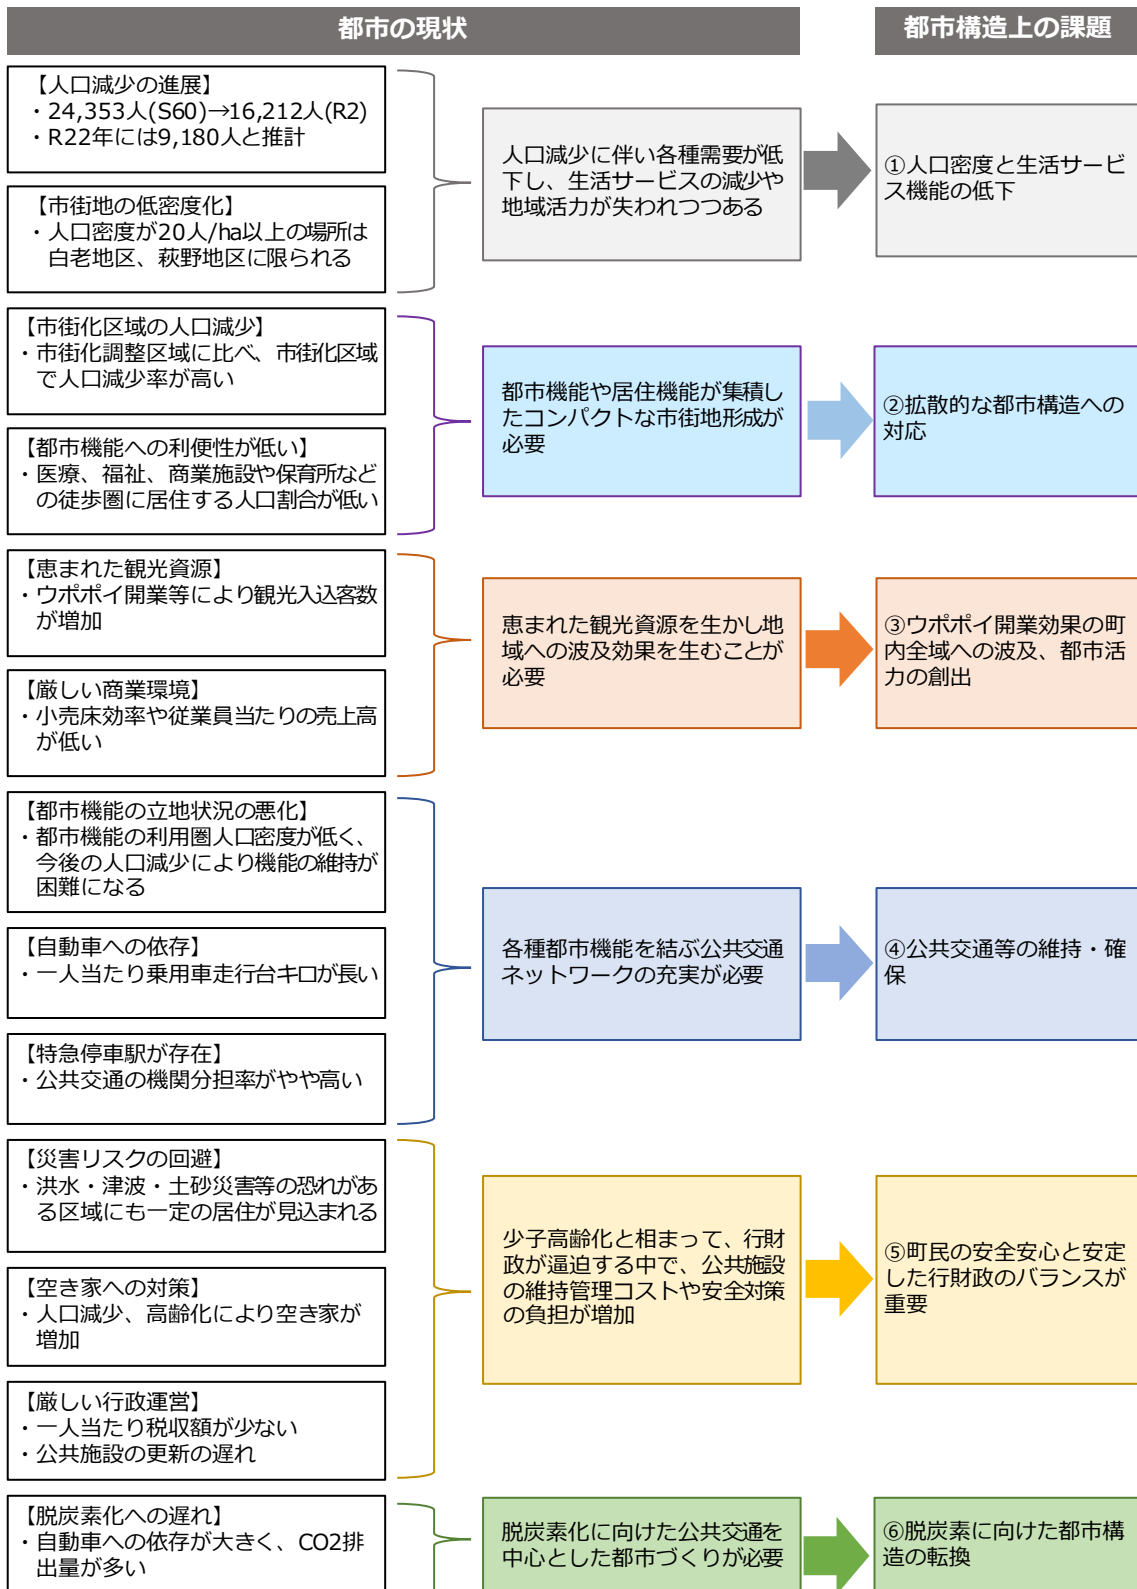 都市の現状
都市構造上の課題
【人口減少の進展】
・24,353人(S60)→16,212人(R2)
・R22年には9,180人と推計
【市街地の低密度化】
・人口密度が20人/ha以上の場所は
白老地区、萩野地区に限られる
人口減少に伴い各種需要が低
下し、生活サービスの減少や
地域活力が失われつつある
①人口密度と生活サービ
ス機能の低下
【市街化区域の人口減少】
・市街化調整区域に比べ、市街化区域
で人口減少率が高い
【都市機能への利便性が低い】
・医療、福祉、商業施設や保育所など
の徒歩圏に居住する人口割合が低い
都市機能や居住機能が集積し
たコンパクトな市街地形成が
必要
②拡散的な都市構造への
対応
【恵まれた観光資源】
・ウポポイ開業等により観光入込客数
が増加
【厳しい商業環境】
・小売床効率や従業員当たりの売上高
が低い
恵まれた観光資源を生かし地
域への波及効果を生むことが
必要
③ウポポイ開業効果の町
内全域への波及、都市活
力の創出
【都市機能の立地状況の悪化】
・都市機能の利用圏人口密度が低く、
今後の人口減少により機能の維持が
困難になる
【自動車への依存】
・一人当たり乗用車走行台キロが長い
【特急停車駅が存在】
・公共交通の機関分担率がやや高い
各種都市機能を結ぶ公共交通
ネットワークの充実が必要
④公共交通等の維持・確
保
【災害リスクの回避】
・洪水・津波・土砂災害等の恐れがあ
る区域にも一定の居住が見込まれる
【空き家への対策】
・人口減少、高齢化により空き家が
増加
【厳しい行政運営】
・一人当たり税収額が少ない
・公共施設の更新の遅れ
少子高齢化と相まって、行財
政が逼迫する中で、公共施設
の維持管理コストや安全対策
の負担が増加
⑤町民の安全安心と安定
した行財政のバランスが
重要
【脱炭素化への遅れ】
・自動車への依存が大きく、CO2排
出量が多い
脱炭素化に向けた公共交通を
中心とした都市づくりが必要
⑥脱炭素に向けた都市構
造の転換